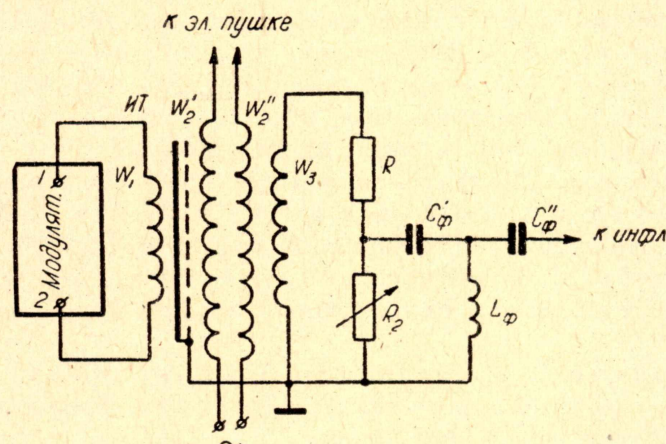 к эл. пушке
ИТ
W₂'
W₂"
1
Модулят.
2
W₁
W₃
R
Cф'
Cф"
к инфл
R₂
Lф